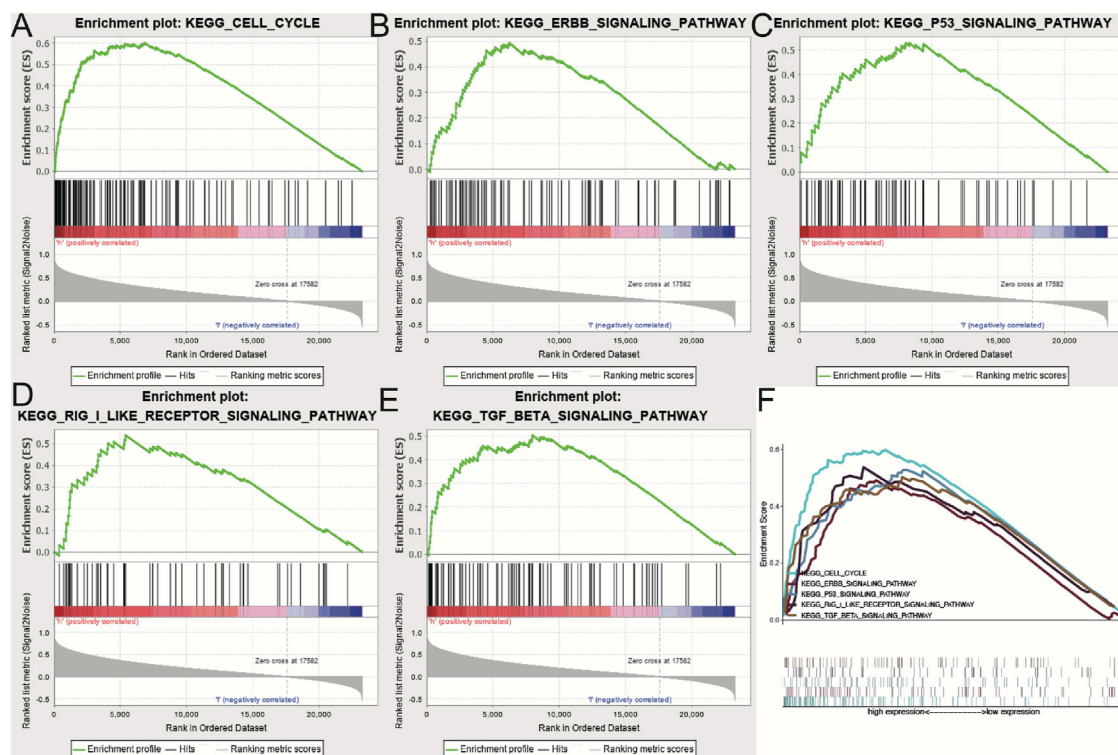 A
Enrichment plot: KEGG_CELL_CYCLE
Enrichment score (ES)
0.6
0.5
0.4
0.3
0.2
0.1
0.0
'h' (positively correlated)
Ranked list metric (Signal2Noise)
1.0
0.5
0.0
-0.5
Zero cross at 17582
'l' (negatively correlated)
0
5,000
10,000
15,000
20,000
Rank in Ordered Dataset
Enrichment profile
Hits
Ranking metric scores
B
Enrichment plot: KEGG_ERBB_SIGNALING_PATHWAY
Enrichment score (ES)
0.5
0.4
0.3
0.2
0.1
0.0
'h' (positively correlated)
Ranked list metric (Signal2Noise)
1.0
0.5
0.0
-0.5
Zero cross at 17582
'l' (negatively correlated)
0
5,000
10,000
15,000
20,000
Rank in Ordered Dataset
Enrichment profile
Hits
Ranking metric scores
C
Enrichment plot: KEGG_P53_SIGNALING_PATHWAY
Enrichment score (ES)
0.5
0.4
0.3
0.2
0.1
0.0
'h' (positively correlated)
Ranked list metric (Signal2Noise)
1.0
0.5
0.0
-0.5
Zero cross at 17582
'l' (negatively correlated)
0
5,000
10,000
15,000
20,000
Rank in Ordered Dataset
Enrichment profile
Hits
Ranking metric scores
D
Enrichment plot:
KEGG_RIG_I_LIKE_RECEPTOR_SIGNALING_PATHWAY
Enrichment score (ES)
0.5
0.4
0.3
0.2
0.1
0.0
'h' (positively correlated)
Ranked list metric (Signal2Noise)
1.0
0.5
0.0
-0.5
Zero cross at 17582
'l' (negatively correlated)
0
5,000
10,000
15,000
20,000
Rank in Ordered Dataset
Enrichment profile
Hits
Ranking metric scores
E
Enrichment plot:
KEGG_TGF_BETA_SIGNALING_PATHWAY
Enrichment score (ES)
0.5
0.4
0.3
0.2
0.1
0.0
'h' (positively correlated)
Ranked list metric (Signal2Noise)
1.0
0.5
0.0
-0.5
Zero cross at 17582
'l' (negatively correlated)
0
5,000
10,000
15,000
20,000
Rank in Ordered Dataset
Enrichment profile
Hits
Ranking metric scores
F
Enrichment Score
0.6
0.4
0.2
0.0
KEGG_CELL_CYCLE
KEGG_ERBB_SIGNALING_PATHWAY
KEGG_P53_SIGNALING_PATHWAY
KEGG_RIG_I_LIKE_RECEPTOR_SIGNALING_PATHWAY
KEGG_TGF_BETA_SIGNALING_PATHWAY
high expression<-------------->low expression